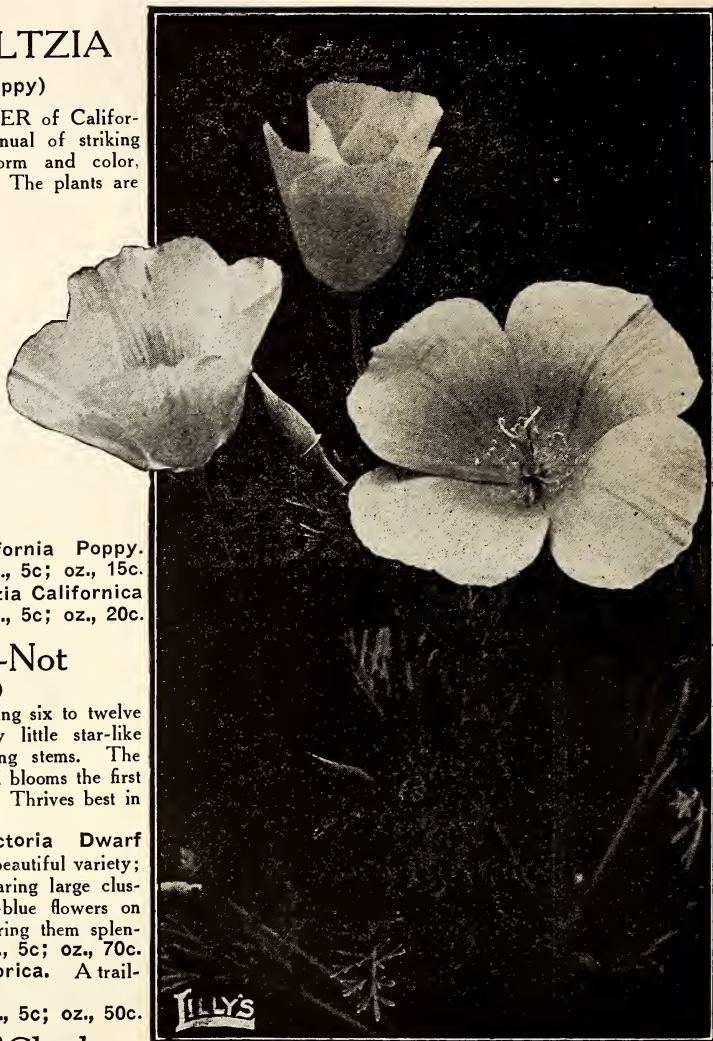 LTZIA
ppy)
ER of Califor-
nual of striking
orm and color,
The plants are
fornia Poppy.
., 5c; oz., 15c.
zia Californica
., 5c; oz., 20c.
-Not
)
ng six to twelve
y little star-like
ng stems. The
blooms the first
Thrives best in
ctoria Dwarf
beautiful variety;
aring large clus-
-blue flowers on
ring them splen-
., 5c; oz., 70c.
orica. A trail-
., 5c; oz., 50c.
LILLY'S